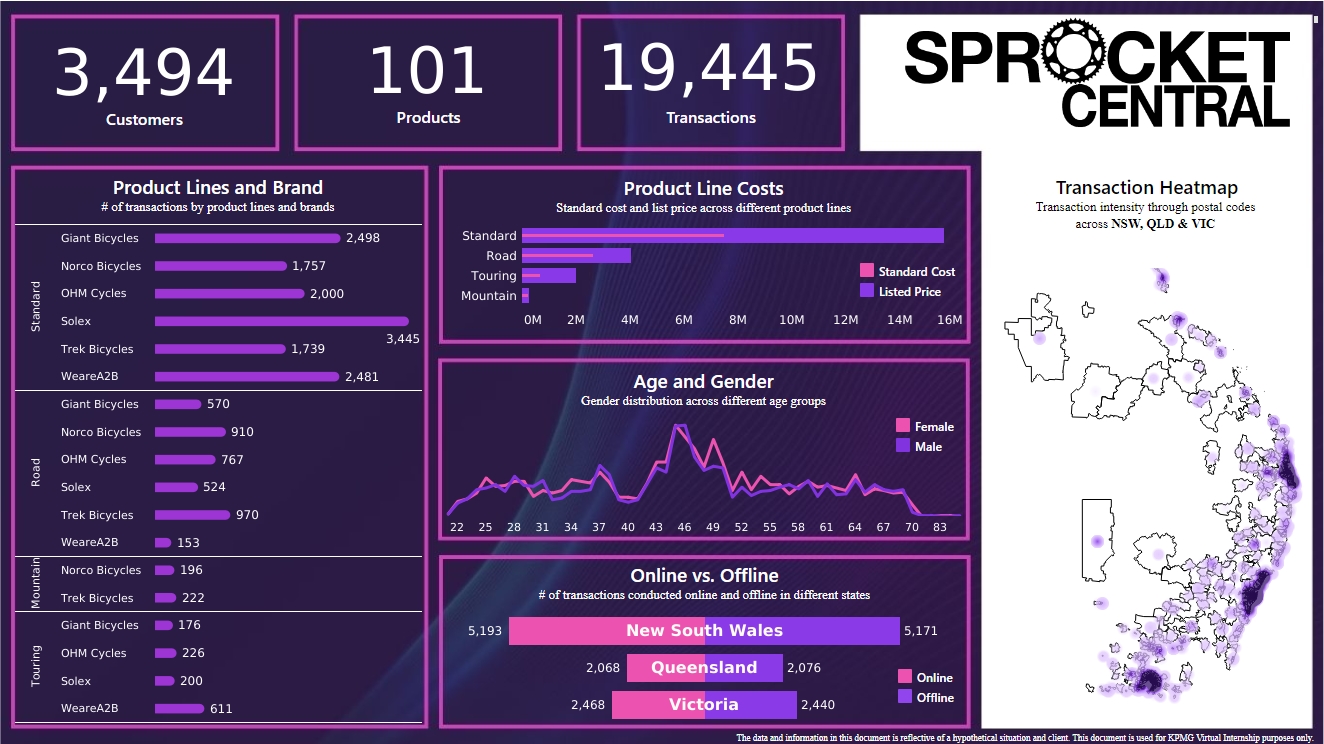 3,494
Customers
101
Products
19,445
Transactions
SPROCKET
CENTRAL
Product Lines and Brand
# of transactions by product lines and brands
Standard
Giant Bicycles 2,498
Norco Bicycles 1,757
OHM Cycles 2,000
Solex 3,445
Trek Bicycles 1,739
WeareA2B 2,481
Road
Giant Bicycles 570
Norco Bicycles 910
OHM Cycles 767
Solex 524
Trek Bicycles 970
WeareA2B 153
Mountain
Norco Bicycles 196
Trek Bicycles 222
Touring
Giant Bicycles 176
OHM Cycles 226
Solex 200
WeareA2B 611
Product Line Costs
Standard cost and list price across different product lines
Standard
Road
Touring
Mountain
Standard Cost
Listed Price
0M 2M 4M 6M 8M 10M 12M 14M 16M
Age and Gender
Gender distribution across different age groups
Female
Male
22 25 28 31 34 37 40 43 46 49 52 55 58 61 64 67 70 83
Online vs. Offline
# of transactions conducted online and offline in different states
5,193 New South Wales 5,171
2,068 Queensland 2,076
2,468 Victoria 2,440
Online
Offline
Transaction Heatmap
Transaction intensity through postal codes
across NSW, QLD & VIC
The data and information in this document is reflective of a hypothetical situation and client. This document is used for KPMG Virtual Internship purposes only.